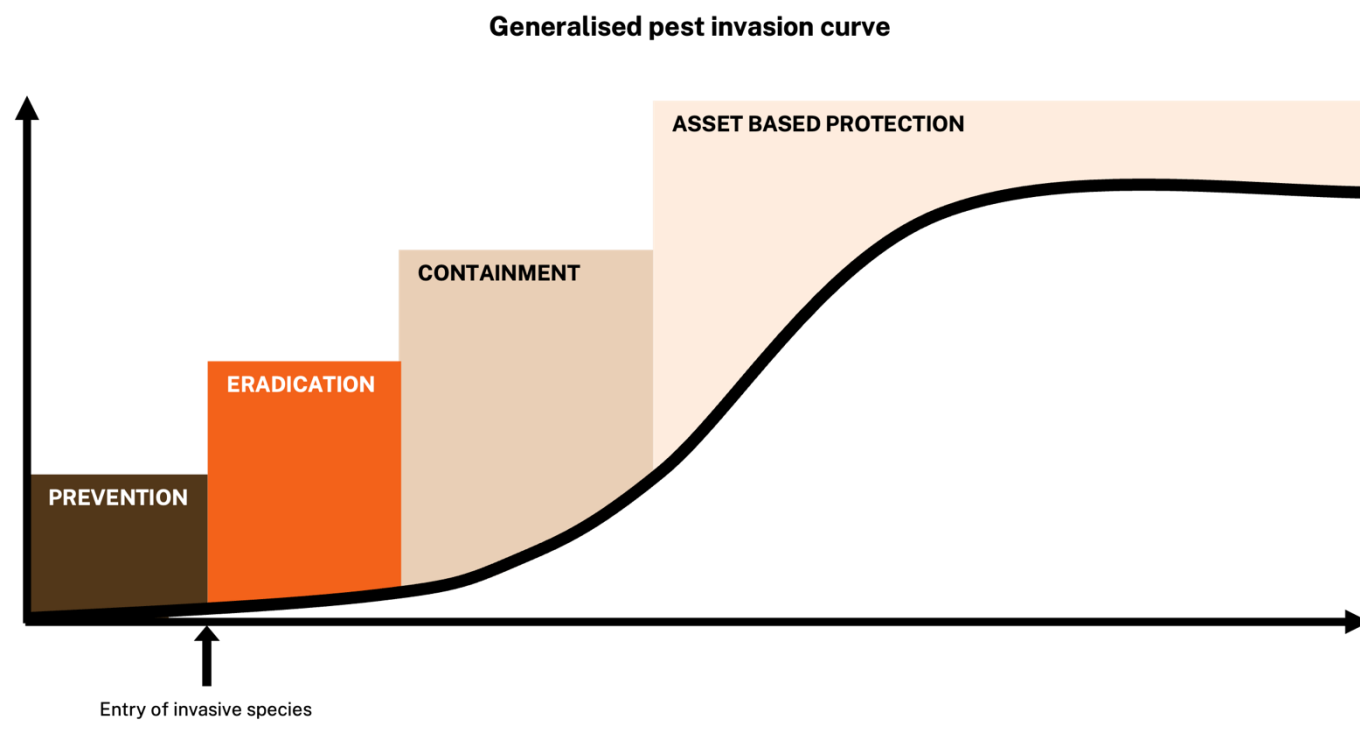 Generalised pest invasion curve
ASSET BASED PROTECTION
CONTAINMENT
ERADICATION
PREVENTION
Entry of invasive species